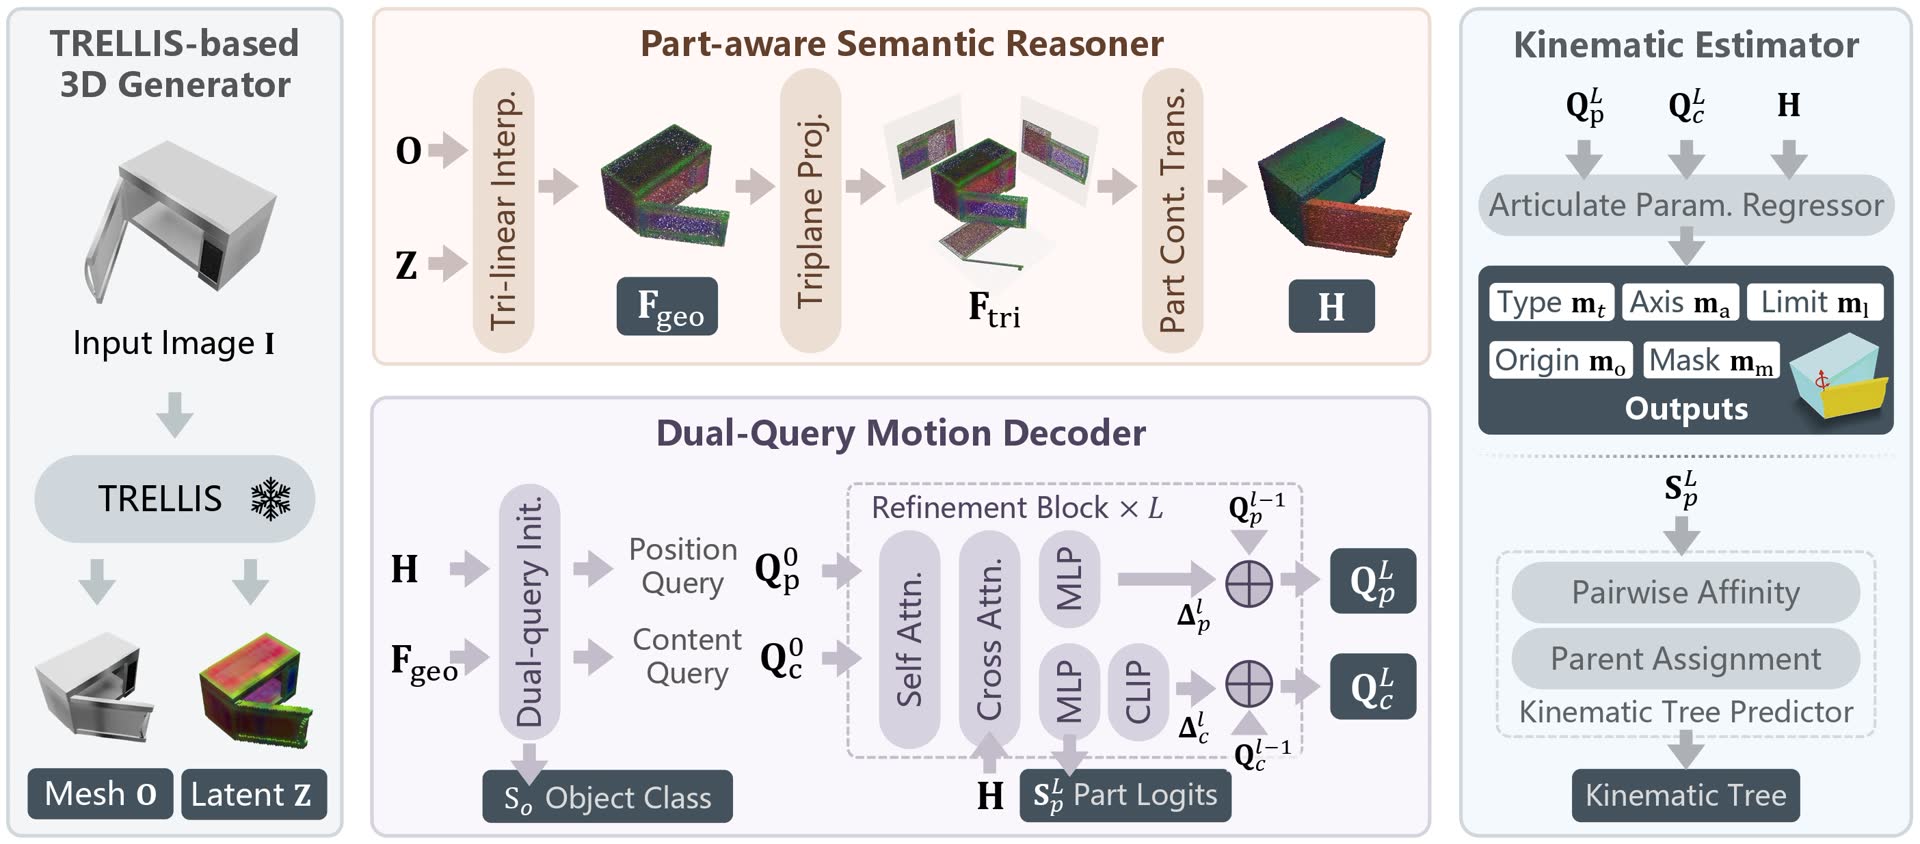 TRELLIS-based
3D Generator
Input Image I
TRELLIS
Mesh O
Latent Z
Part-aware Semantic Reasoner
O
Z
Tri-linear Interp.
F_geo
Triplane Proj.
F_tri
Part Cont. Trans.
H
Dual-Query Motion Decoder
H
F_geo
Dual-query Init.
S_o Object Class
Position
Query
Q_p^0
Content
Query
Q_c^0
Refinement Block × L
Self Attn.
Cross Attn.
H
MLP
MLP
CLIP
S_p^L Part Logits
Δ_p^l
Q_p^{l-1}
Δ_c^l
Q_c^{l-1}
Q_p^L
Q_c^L
Kinematic Estimator
Q_p^L
Q_c^L
H
Articulate Param. Regressor
Type m_t
Axis m_a
Limit m_l
Origin m_o
Mask m_m
Outputs
S_p^L
Pairwise Affinity
Parent Assignment
Kinematic Tree Predictor
Kinematic Tree